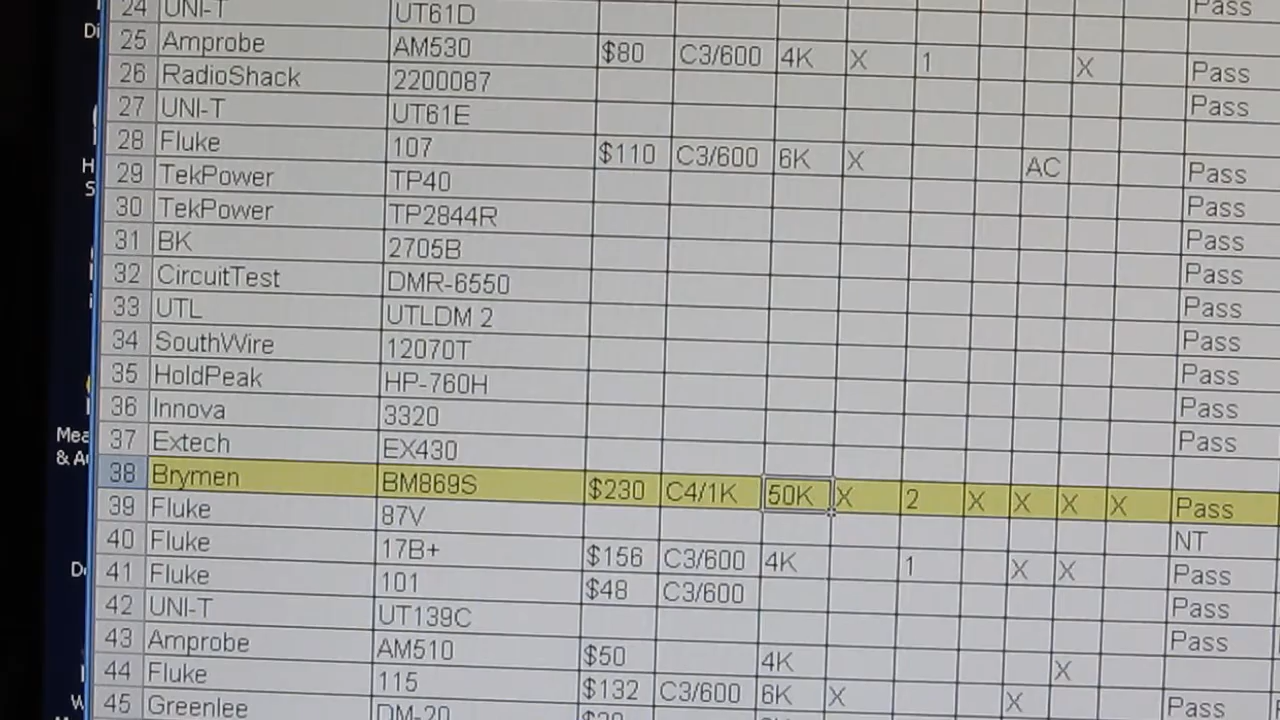 Pass
24 UNI-T UT61D
25 Amprobe AM530 $80 C3/600 4K X 1 X Pass
26 RadioShack 2200087 Pass
27 UNI-T UT61E
28 Fluke 107 $110 C3/600 6K X AC Pass
29 TekPower TP40 Pass
30 TekPower TP2844R Pass
31 BK 2705B Pass
32 CircuitTest DMR-6550 Pass
33 UTL UTLDM 2 Pass
34 SouthWire 12070T Pass
35 HoldPeak HP-760H Pass
36 Innova 3320 Pass
37 Extech EX430
38 Brymen BM869S $230 C4/1K 50K X 2 X X X X Pass
39 Fluke 87V NT
40 Fluke 17B+ $156 C3/600 4K 1 X X Pass
41 Fluke 101 $48 C3/600 Pass
42 UNI-T UT139C Pass
43 Amprobe AM510 $50 4K X
44 Fluke 115 $132 C3/600 6K X X Pass
45 Greenlee DM-20
Di
H
S
Mea
& A
D
W